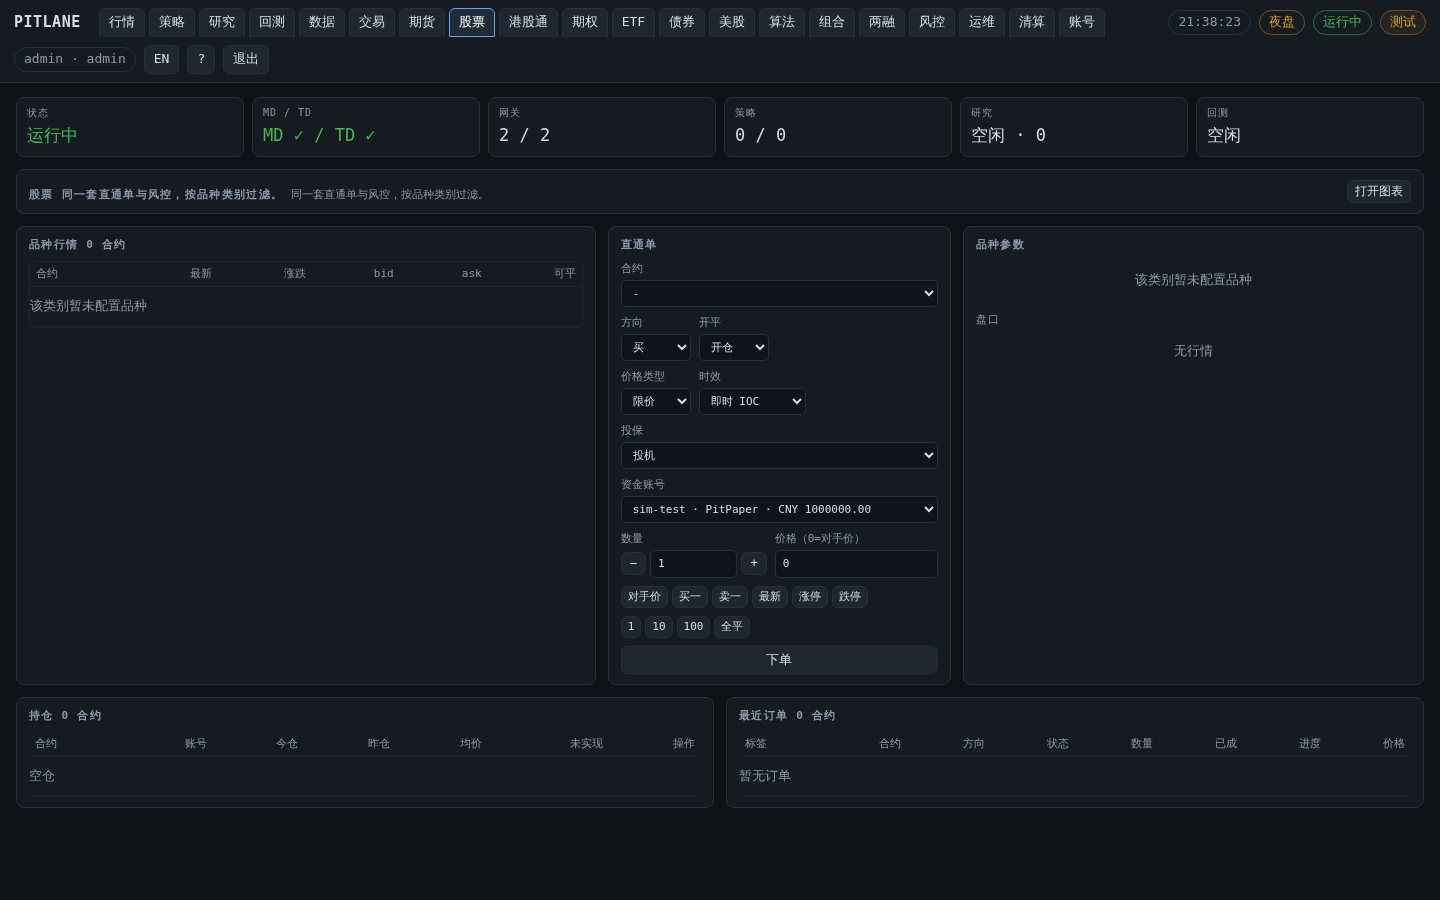 PITLANE 行情 策略 研究 回测 数据 交易 期货 股票 港股通 期权 ETF 债券 美股 算法 组合 两融 风控 运维 清算 账号 21:38:23 夜盘 运行中 测试
admin · admin EN ? 退出
状态 MD / TD 网关 策略 研究 回测
运行中 MD ✓ / TD ✓ 2 / 2 0 / 0 空闲 · 0 空闲
股票 同一套直通单与风控，按品种类别过滤。 同一套直通单与风控，按品种类别过滤。 打开图表
品种行情 0 合约
合约 最新 涨跌 bid ask 可平
该类别暂未配置品种
直通单
合约
-
方向 开平
买 开仓
价格类型 时效
限价 即时 IOC
投保
投机
资金账号
sim-test · PitPaper · CNY 1000000.00
数量 价格（0=对手价）
− 1 + 0
对手价 买一 卖一 最新 涨停 跌停
1 10 100 全平
下单
品种参数
该类别暂未配置品种
盘口
无行情
持仓 0 合约
合约 账号 今仓 昨仓 均价 未实现 操作
空仓
最近订单 0 合约
标签 合约 方向 状态 数量 已成 进度 价格
暂无订单